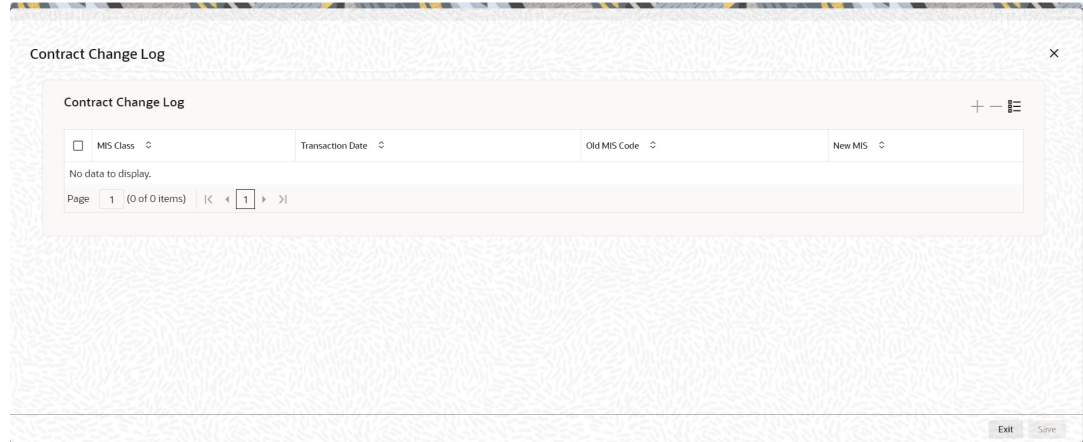 Contract Change Log
Contract Change Log
MIS Class Transaction Date Old MIS Code New MIS
No data to display.
Page 1 (0 of 0 items) 1
Exit Save